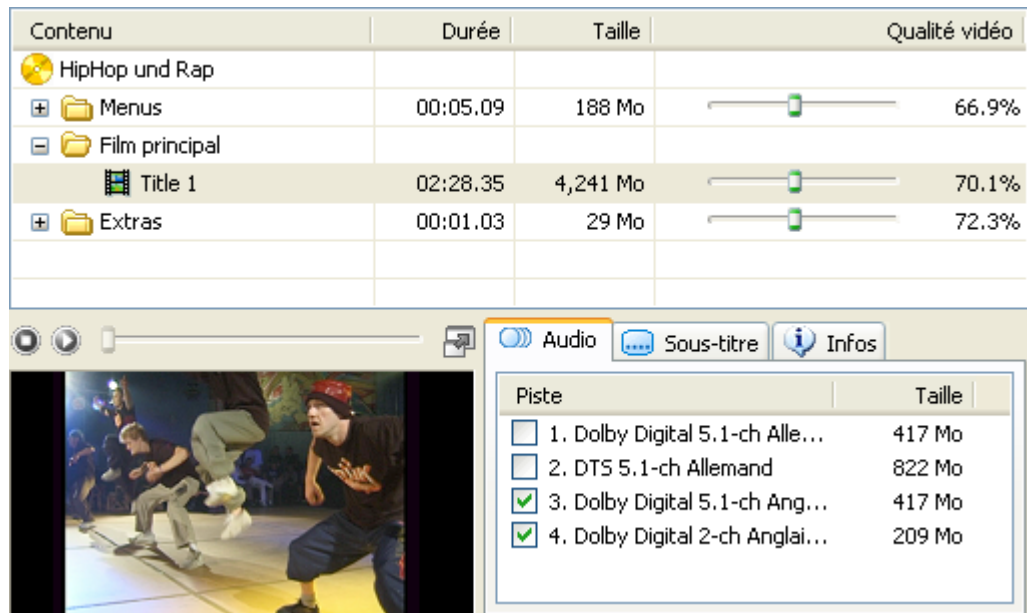 Contenu Durée Taille Qualité vidéo
HipHop und Rap
Menus 00:05.09 188 Mo 66.9%
Film principal
Title 1 02:28.35 4,241 Mo 70.1%
Extras 00:01.03 29 Mo 72.3%
Audio Sous-titre Infos
Piste Taille
1. Dolby Digital 5.1-ch Alle... 417 Mo
2. DTS 5.1-ch Allemand 822 Mo
3. Dolby Digital 5.1-ch Ang... 417 Mo
4. Dolby Digital 2-ch Anglai... 209 Mo